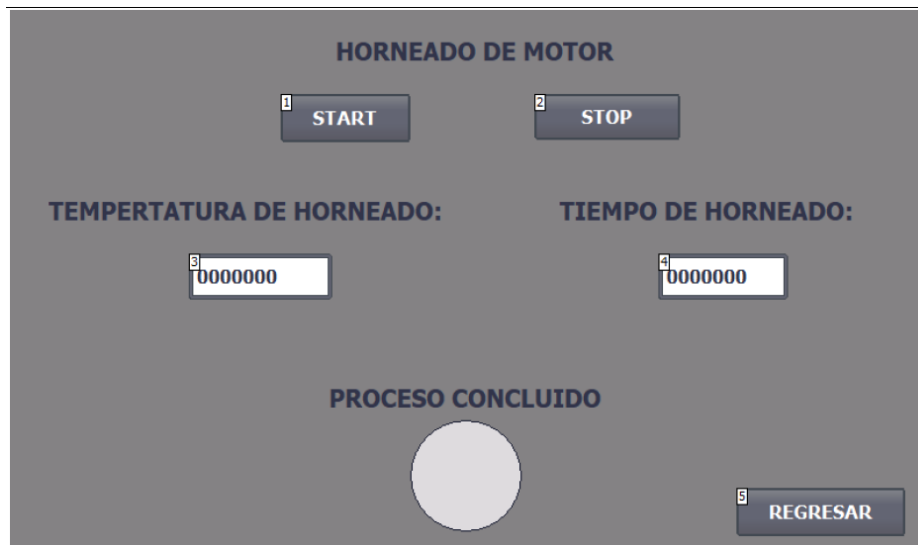 HORNEADO DE MOTOR
1 START
2 STOP
TEMPERTATURA DE HORNEADO:
TIEMPO DE HORNEADO:
3 0000000
4 0000000
PROCESO CONCLUIDO
5 REGRESAR